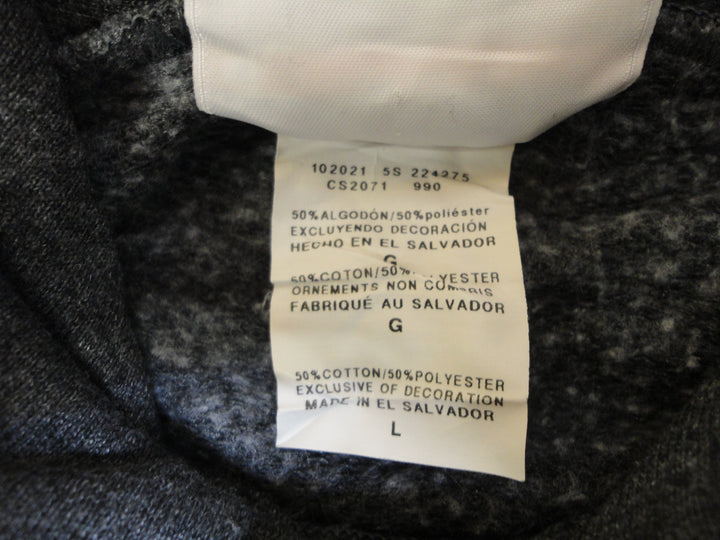 102021 5S 224275
CS2071 990
50%ALGODÓN/50%poliéster
EXCLUYENDO DECORACIÓN
HECHO EN EL SALVADOR
G
50%COTON/50%
ORNEMENTS NON COMPRIS
FABRIQUÉ AU SALVADOR
G
50%COTTON/50%POLYESTER
EXCLUSIVE OF DECORATION
MADE IN EL SALVADOR
L